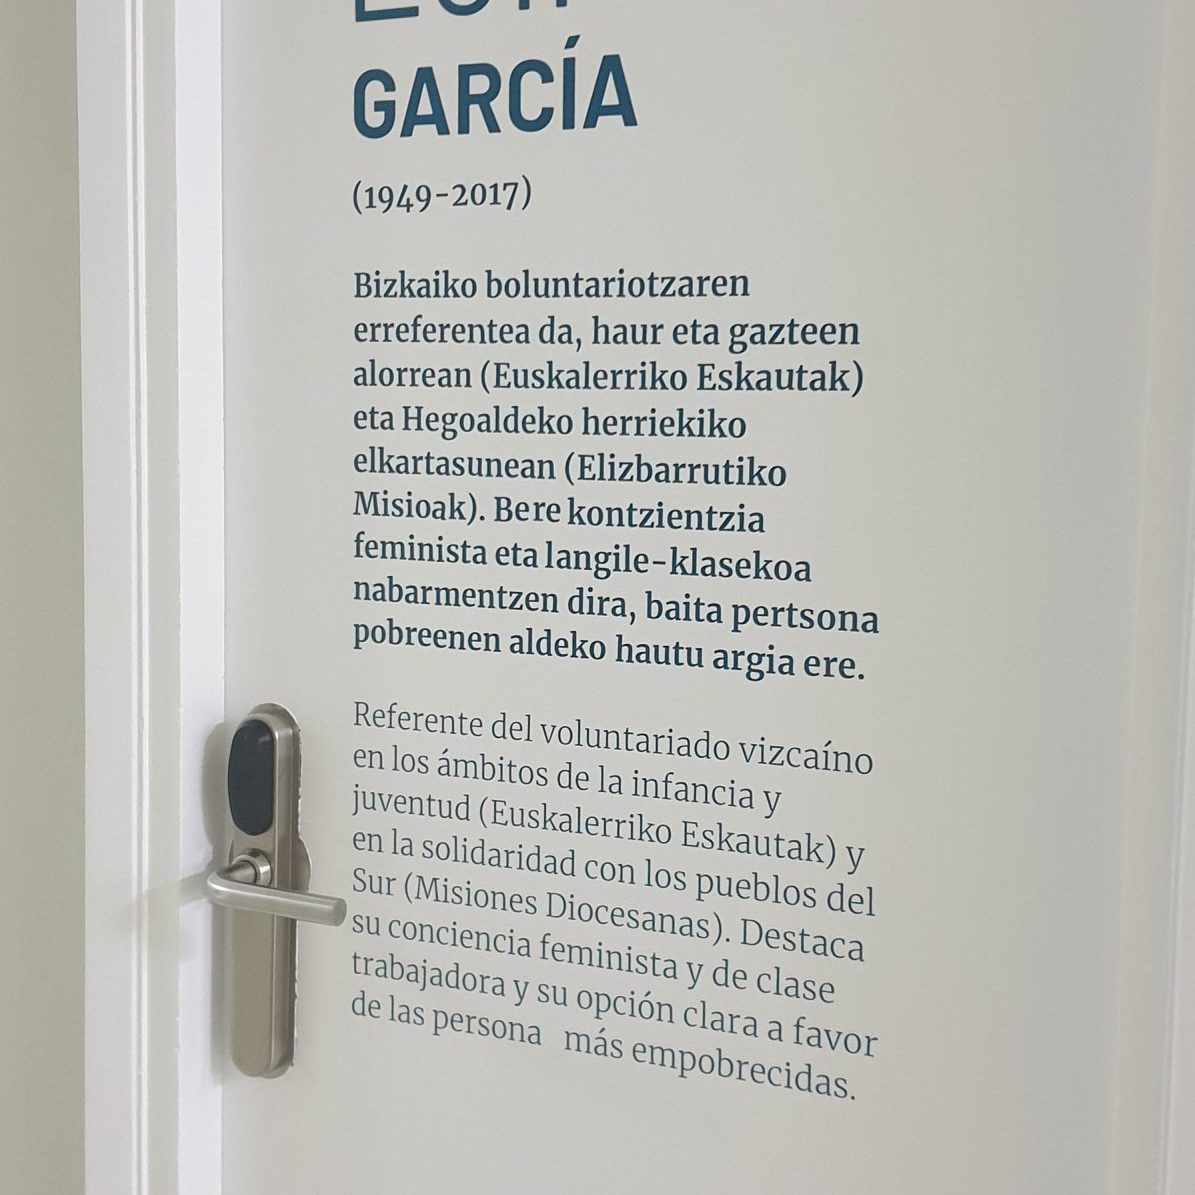 GARCÍA
(1949-2017)
Bizkaiko boluntariotzaren
erreferentea da, haur eta gazteen
alorrean (Euskalerriko Eskautak)
eta Hegoaldeko herriekiko
elkartasunean (Elizbarrutiko
Misioak). Bere kontzientzia
feminista eta langile-klasekoa
nabarmentzen dira, baita pertsona
pobreenen aldeko hautu argia ere.
Referente del voluntariado vizcaíno
en los ámbitos de la infancia y
juventud (Euskalerriko Eskautak) y
en la solidaridad con los pueblos del
Sur (Misiones Diocesanas). Destaca
su conciencia feminista y de clase
trabajadora y su opción clara a favor
de las persona más empobrecidas.